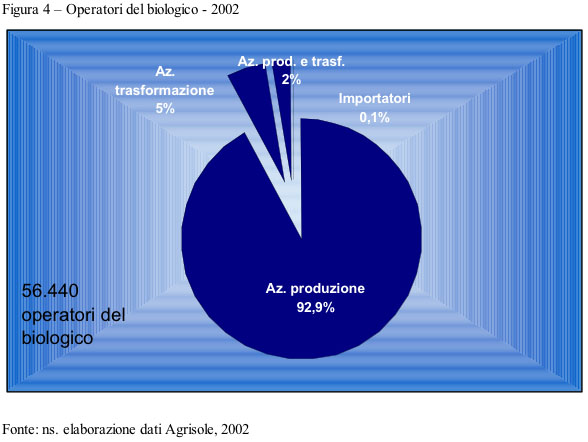 Figura 4 – Operatori del biologico - 2002
Az.
trasformazione
5%
Az. prod. e trasf.
2%
Importatori
0,1%
Az. produzione
92,9%
56.440
operatori del
biologico
Fonte: ns. elaborazione dati Agrisole, 2002